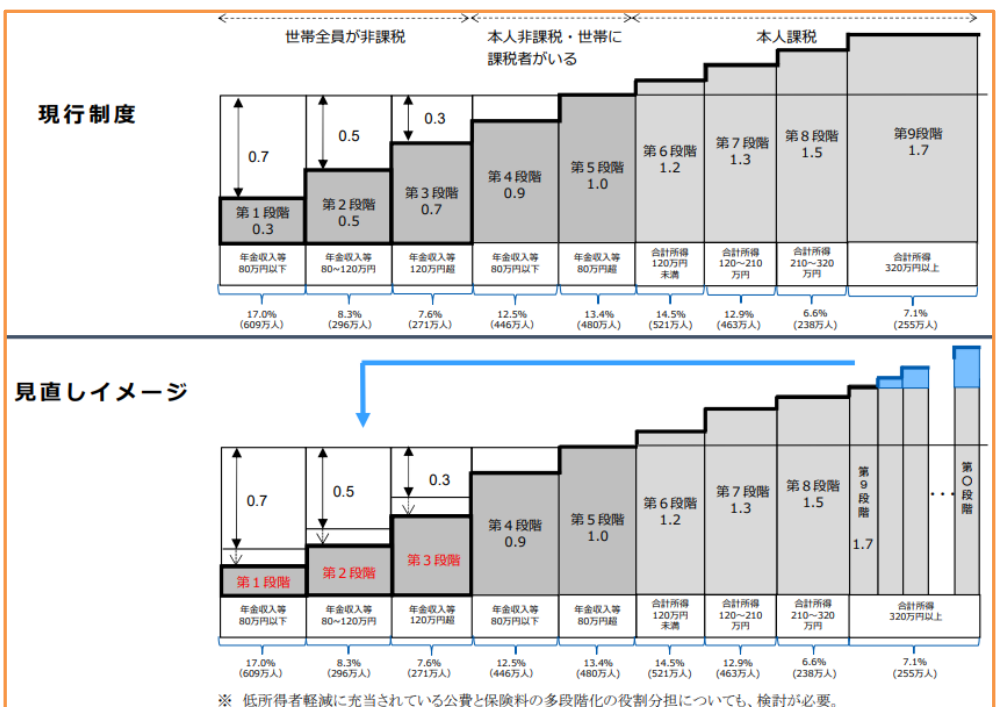 世帯全員が非課税
本人非課税・世帯に
課税者がいる
本人課税
現行制度
0.7
0.5
0.3
第1段階
0.3
第2段階
0.5
第3段階
0.7
第4段階
0.9
第5段階
1.0
第6段階
1.2
第7段階
1.3
第8段階
1.5
第9段階
1.7
年金収入等
80万円以下
年金収入等
80~120万円
年金収入等
120万円超
年金収入等
80万円以下
年金収入等
80万円超
合計所得
120万円
未満
合計所得
120~210
万円
合計所得
210~320
万円
合計所得
320万円以上
17.0%
(609万人)
8.3%
(296万人)
7.6%
(271万人)
12.5%
(446万人)
13.4%
(480万人)
14.5%
(521万人)
12.9%
(463万人)
6.6%
(238万人)
7.1%
(255万人)
見直しイメージ
0.7
0.5
0.3
第1段階
第2段階
第3段階
第4段階
0.9
第5段階
1.0
第6段階
1.2
第7段階
1.3
第8段階
1.5
第9段階
1.7
・・・
第〇段階
年金収入等
80万円以下
年金収入等
80~120万円
年金収入等
120万円超
年金収入等
80万円以下
年金収入等
80万円超
合計所得
120万円
未満
合計所得
120~210
万円
合計所得
210~320
万円
合計所得
320万円以上
17.0%
(609万人)
8.3%
(296万人)
7.6%
(271万人)
12.5%
(446万人)
13.4%
(480万人)
14.5%
(521万人)
12.9%
(463万人)
6.6%
(238万人)
7.1%
(255万人)
※ 低所得者軽減に充当されている公費と保険料の多段階化の役割分担についても、検討が必要。